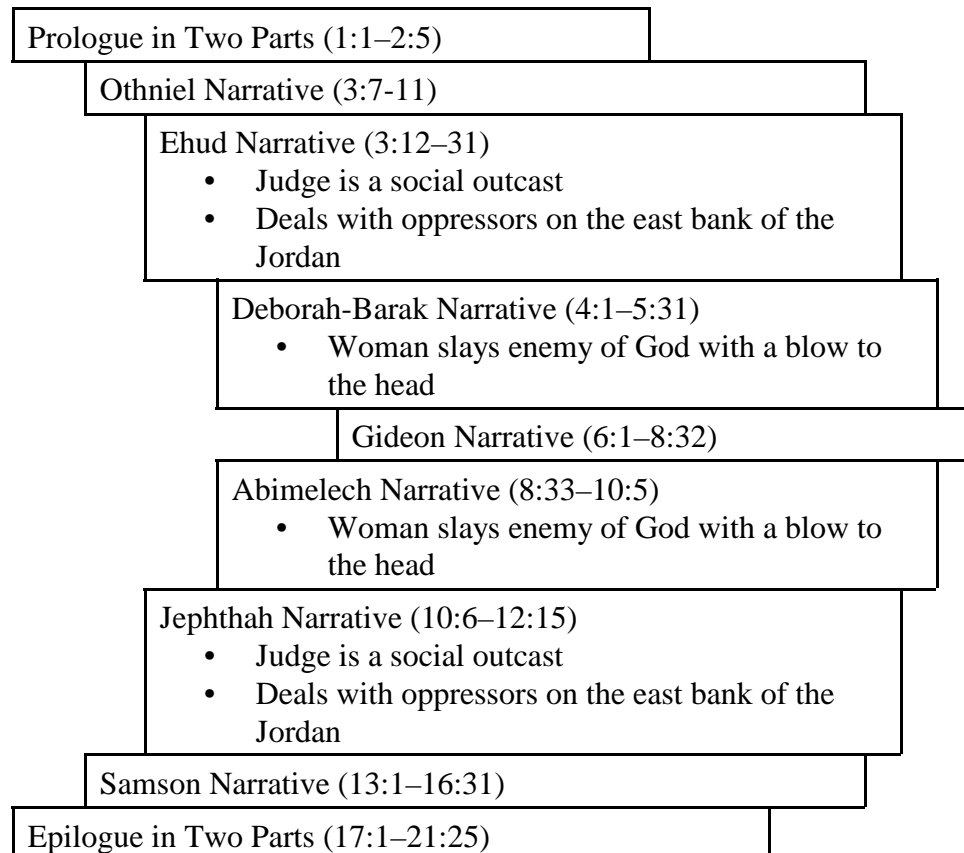 Prologue in Two Parts (1:1–2:5)
Othniel Narrative (3:7-11)
Ehud Narrative (3:12–31)
• Judge is a social outcast
• Deals with oppressors on the east bank of the
Jordan
Deborah-Barak Narrative (4:1–5:31)
• Woman slays enemy of God with a blow to
the head
Gideon Narrative (6:1–8:32)
Abimelech Narrative (8:33–10:5)
• Woman slays enemy of God with a blow to
the head
Jephthah Narrative (10:6–12:15)
• Judge is a social outcast
• Deals with oppressors on the east bank of the
Jordan
Samson Narrative (13:1–16:31)
Epilogue in Two Parts (17:1–21:25)